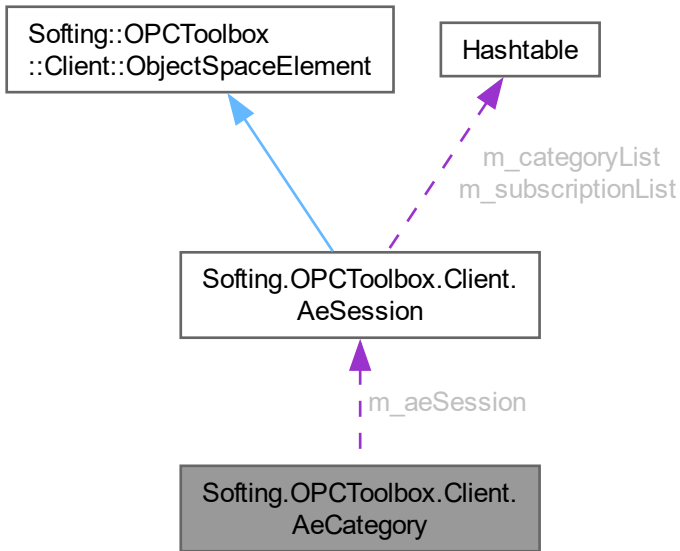 Softing::OPCToolbox
::Client::ObjectSpaceElement
Hashtable
m_categoryList
m_subscriptionList
Softing.OPCToolbox.Client.
AeSession
m_aeSession
Softing.OPCToolbox.Client.
AeCategory